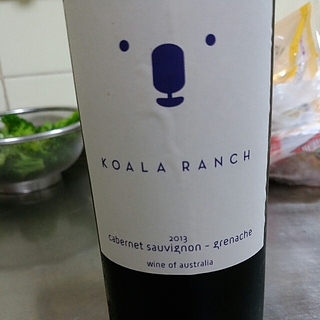 KOALA RANCH
2013
cabernet sauvignon - grenache
wine of australia